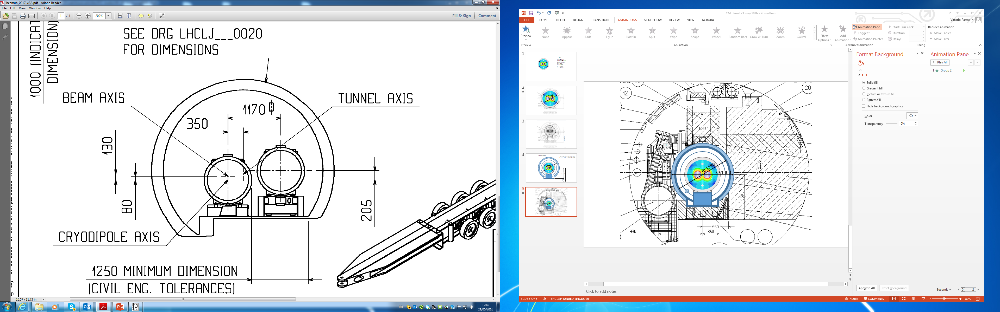 lhchmub_0017-vAA.pdf - Adobe Reader
File Edit View Window Help
1 / 1 200% Fill & Sign Comment
1000 (INDICAT
DIMENSION)
SEE DRG LHCLJ___0020
FOR DIMENSIONS
BEAM AXIS
TUNNEL AXIS
1170
350
130
80
205
CRYODIPOLE AXIS
1250 MINIMUM DIMENSION
(CIVIL ENG. TOLERANCES)
16.57 x 11.73 in
12:42
24/05/2016
CM Daniel 23 may 2016 - PowerPoint
FILE HOME INSERT DESIGN TRANSITIONS ANIMATIONS SLIDE SHOW REVIEW VIEW ACROBAT
Vittorio Parma
Preview
None Appear Fade Fly In Float In Split Wipe Shape Wheel Random Bars Grow & Turn Zoom Swivel
Effect Options
Add Animation
Animation Pane
Trigger
Animation Painter
Start: On Click
Duration:
Delay:
Reorder Animation
Move Earlier
Move Later
Preview Animation Advanced Animation Timing
1
2
3
4
5
12
20
690
1
Φ 1180
Φ 1300
2335
950
550
930
350
Format Background
FILL
Solid fill
Gradient fill
Picture or texture fill
Pattern fill
Hide background graphics
Color
Transparency 0%
Apply to All Reset Background
Animation Pane
Play All
1 Group 2
Seconds 0 2
Click to add notes
SLIDE 5 OF 5 ENGLISH (UNITED KINGDOM) NOTES COMMENTS 89%